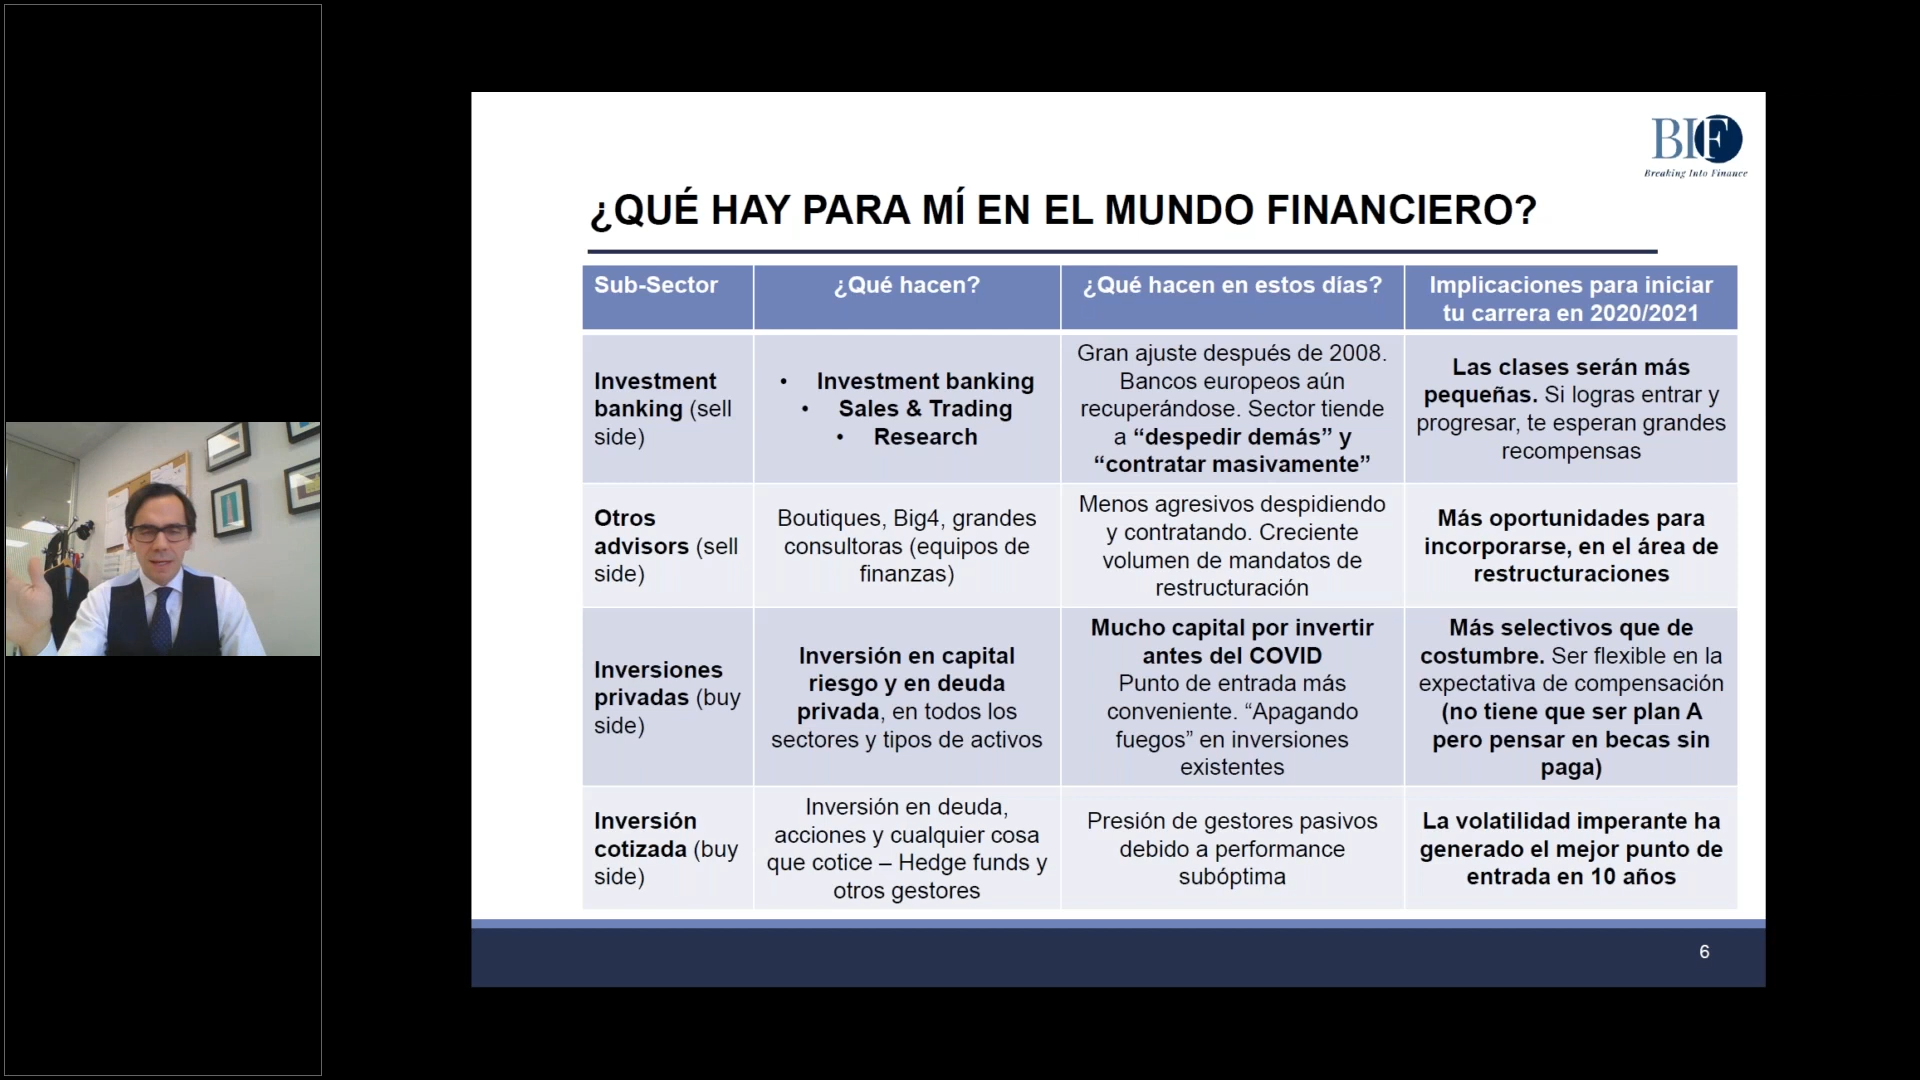 BIF
Breaking Into Finance
¿QUÉ HAY PARA MÍ EN EL MUNDO FINANCIERO?
Sub-Sector
¿Qué hacen?
¿Qué hacen en estos días?
Implicaciones para iniciar
tu carrera en 2020/2021
Investment
banking (sell
side)
• Investment banking
• Sales & Trading
• Research
Gran ajuste después de 2008.
Bancos europeos aún
recuperándose. Sector tiende
a “despedir demás” y
“contratar masivamente”
Las clases serán más
pequeñas. Si logras entrar y
progresar, te esperan grandes
recompensas
Otros
advisors (sell
side)
Boutiques, Big4, grandes
consultoras (equipos de
finanzas)
Menos agresivos despidiendo
y contratando. Creciente
volumen de mandatos de
restructuración
Más oportunidades para
incorporarse, en el área de
restructuraciones
Inversiones
privadas (buy
side)
Inversión en capital
riesgo y en deuda
privada, en todos los
sectores y tipos de activos
Mucho capital por invertir
antes del COVID
Punto de entrada más
conveniente. “Apagando
fuegos” en inversiones
existentes
Más selectivos que de
costumbre. Ser flexible en la
expectativa de compensación
(no tiene que ser plan A
pero pensar en becas sin
paga)
Inversión
cotizada (buy
side)
Inversión en deuda,
acciones y cualquier cosa
que cotice – Hedge funds y
otros gestores
Presión de gestores pasivos
debido a performance
subóptima
La volatilidad imperante ha
generado el mejor punto de
entrada en 10 años
6